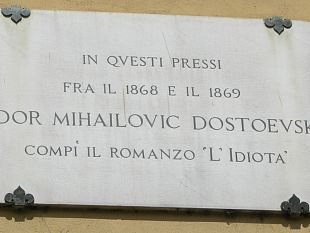 IN QVESTI PRESSI
FRA IL 1868 E IL 1869
DOR MIHAILOVIC DOSTOEVSK
COMPÌ IL ROMANZO 'L'IDIOTA'